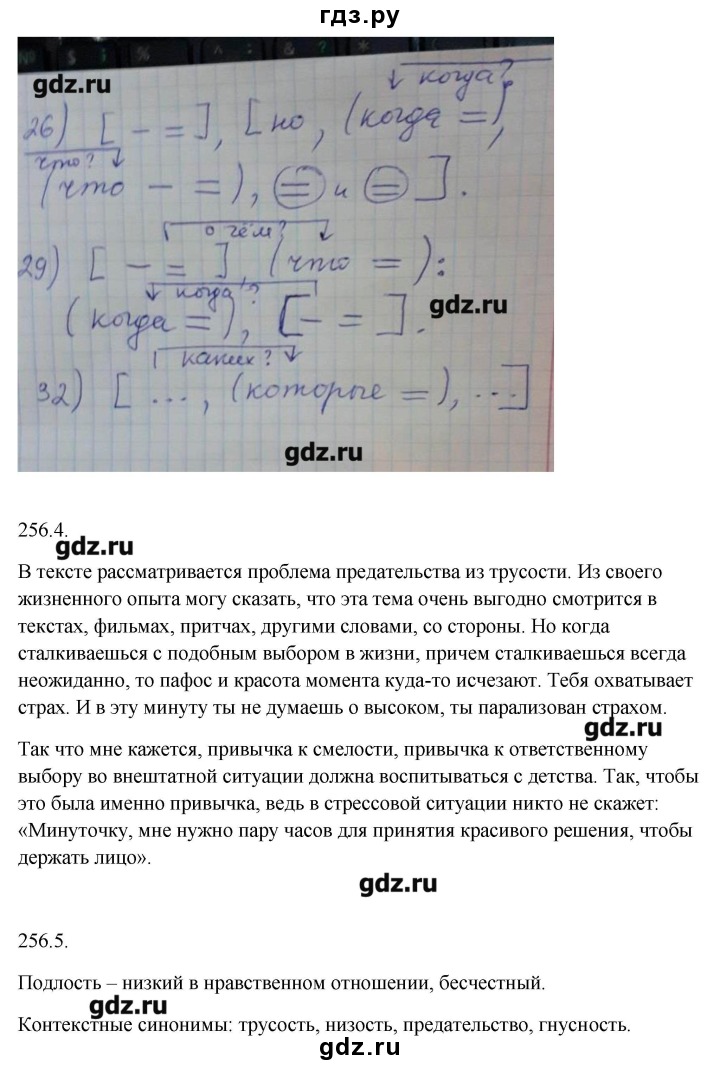 гдз.ру
gdz.ru
когда?
26) [ – = ], [ но, (когда = ),
что?
(что – = ), = и = ].
о чём?
29) [ – = ], (что = ):
когда?
gdz.ru
(когда = ), [ – = ].
каких?
32) [ ..., (которые = ), ... ]
gdz.ru
256.4.
gdz.ru
В тексте рассматривается проблема предательства из трусости. Из своего
жизненного опыта могу сказать, что эта тема очень выгодно смотрится в
текстах, фильмах, притчах, другими словами, со стороны. Но когда
сталкиваешься с подобным выбором в жизни, причем сталкиваешься всегда
неожиданно, то пафос и красота момента куда-то исчезают. Тебя охватывает
страх. И в эту минуту ты не думаешь о высоком, ты парализован страхом.
gdz.ru
Так что мне кажется, привычка к смелости, привычка к ответственному
выбору во внештатной ситуации должна воспитываться с детства. Так, чтобы
это была именно привычка, ведь в стрессовой ситуации никто не скажет:
«Минуточку, мне нужно пару часов для принятия красивого решения, чтобы
держать лицо».
gdz.ru
256.5.
Подлость – низкий в нравственном отношении, бесчестный.
gdz.ru
Контекстные синонимы: трусость, низость, предательство, гнусность.
gdz.ru